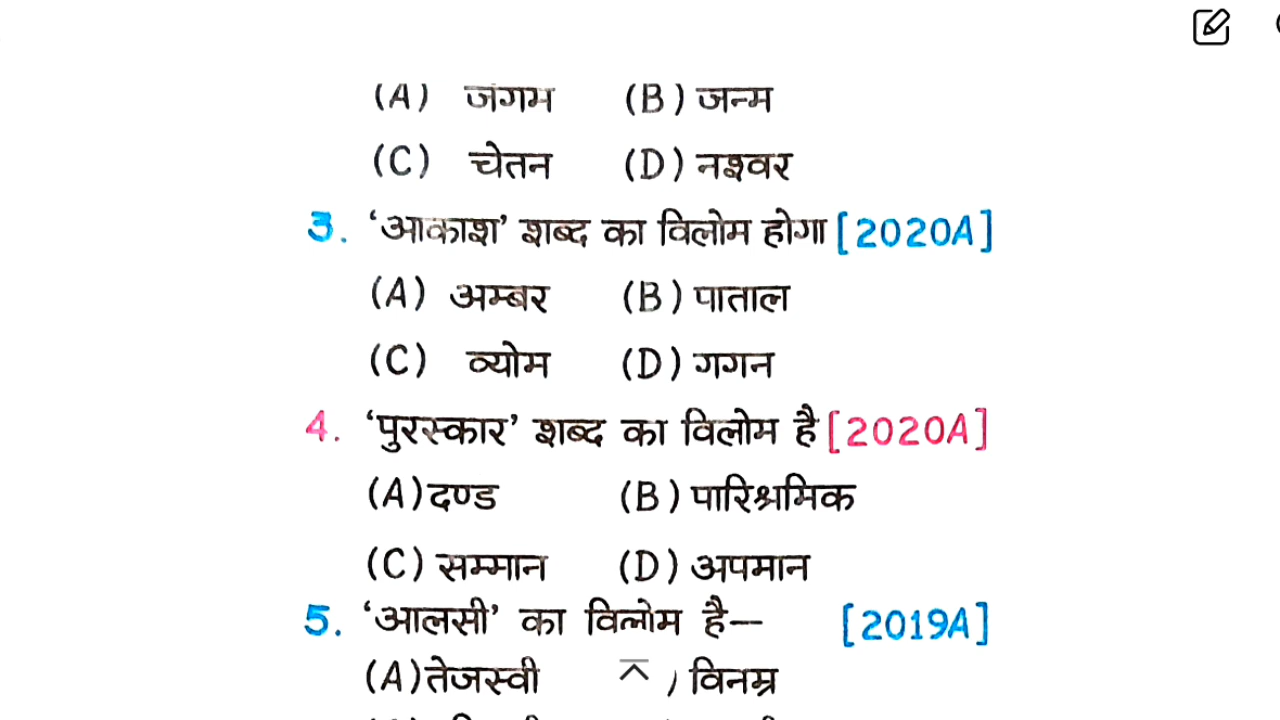 (A) जंगम (B) जन्म
(C) चेतन (D) नश्वर
3. ‘आकाश’ शब्द का विलोम होगा [2020A]
(A) अम्बर (B) पाताल
(C) व्योम (D) गगन
4. ‘पुरस्कार’ शब्द का विलोम है [2020A]
(A) दण्ड (B) पारिश्रमिक
(C) सम्मान (D) अपमान
5. ‘आलसी’ का विलोम है— [2019A]
(A) तेजस्वी ) विनम्र